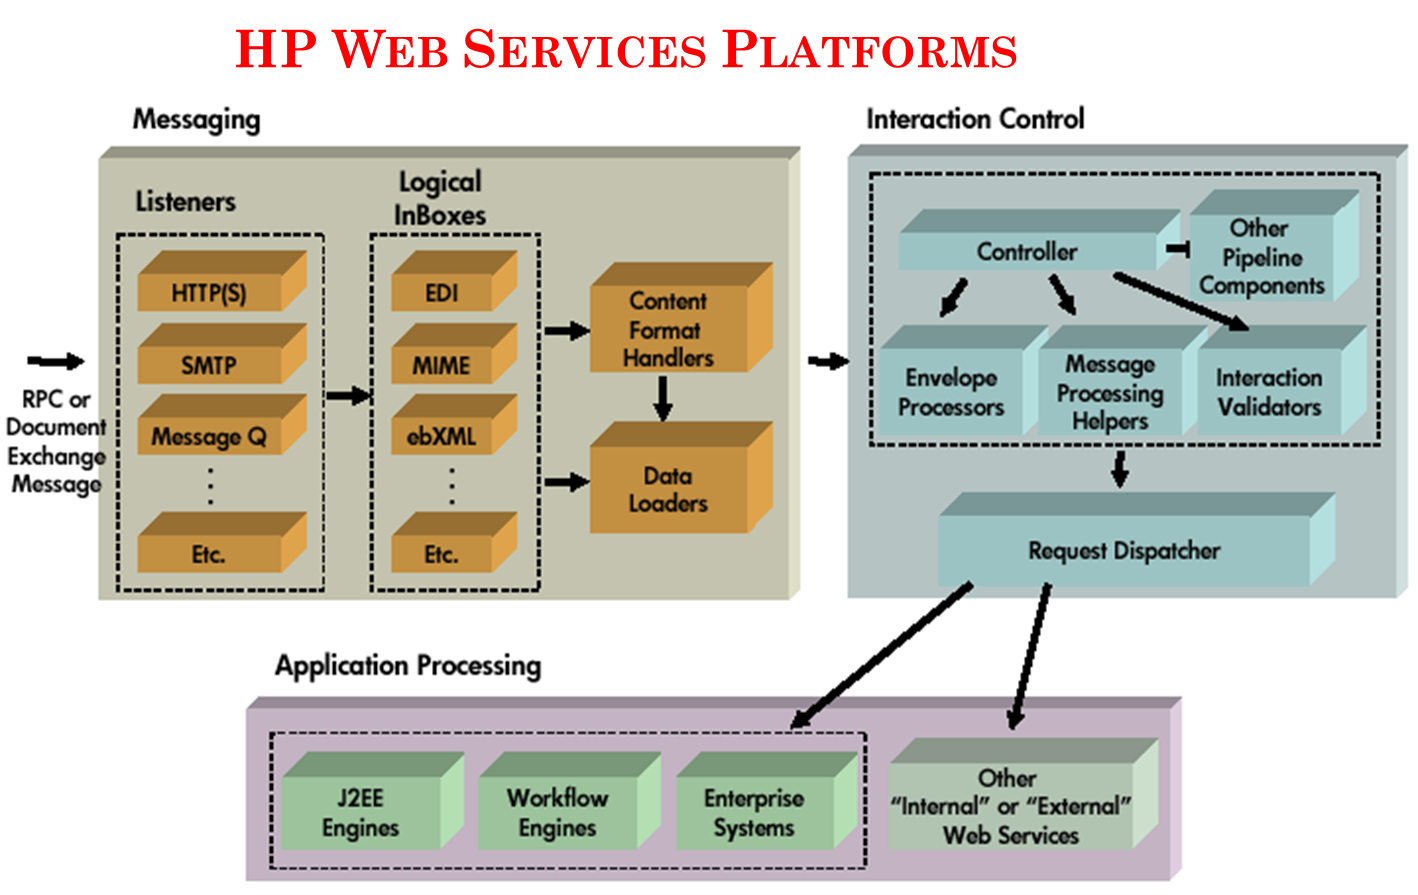 HP WEB SERVICES PLATFORMS
Messaging
Listeners
HTTP(S)
SMTP
Message Q
Etc.
Logical
InBoxes
EDI
MIME
ebXML
Etc.
Content
Format
Handlers
Data
Loaders
RPC or
Document
Exchange
Message
Interaction Control
Controller
Other
Pipeline
Components
Envelope
Processors
Message
Processing
Helpers
Interaction
Validators
Request Dispatcher
Application Processing
J2EE
Engines
Workflow
Engines
Enterprise
Systems
Other
“Internal” or “External”
Web Services